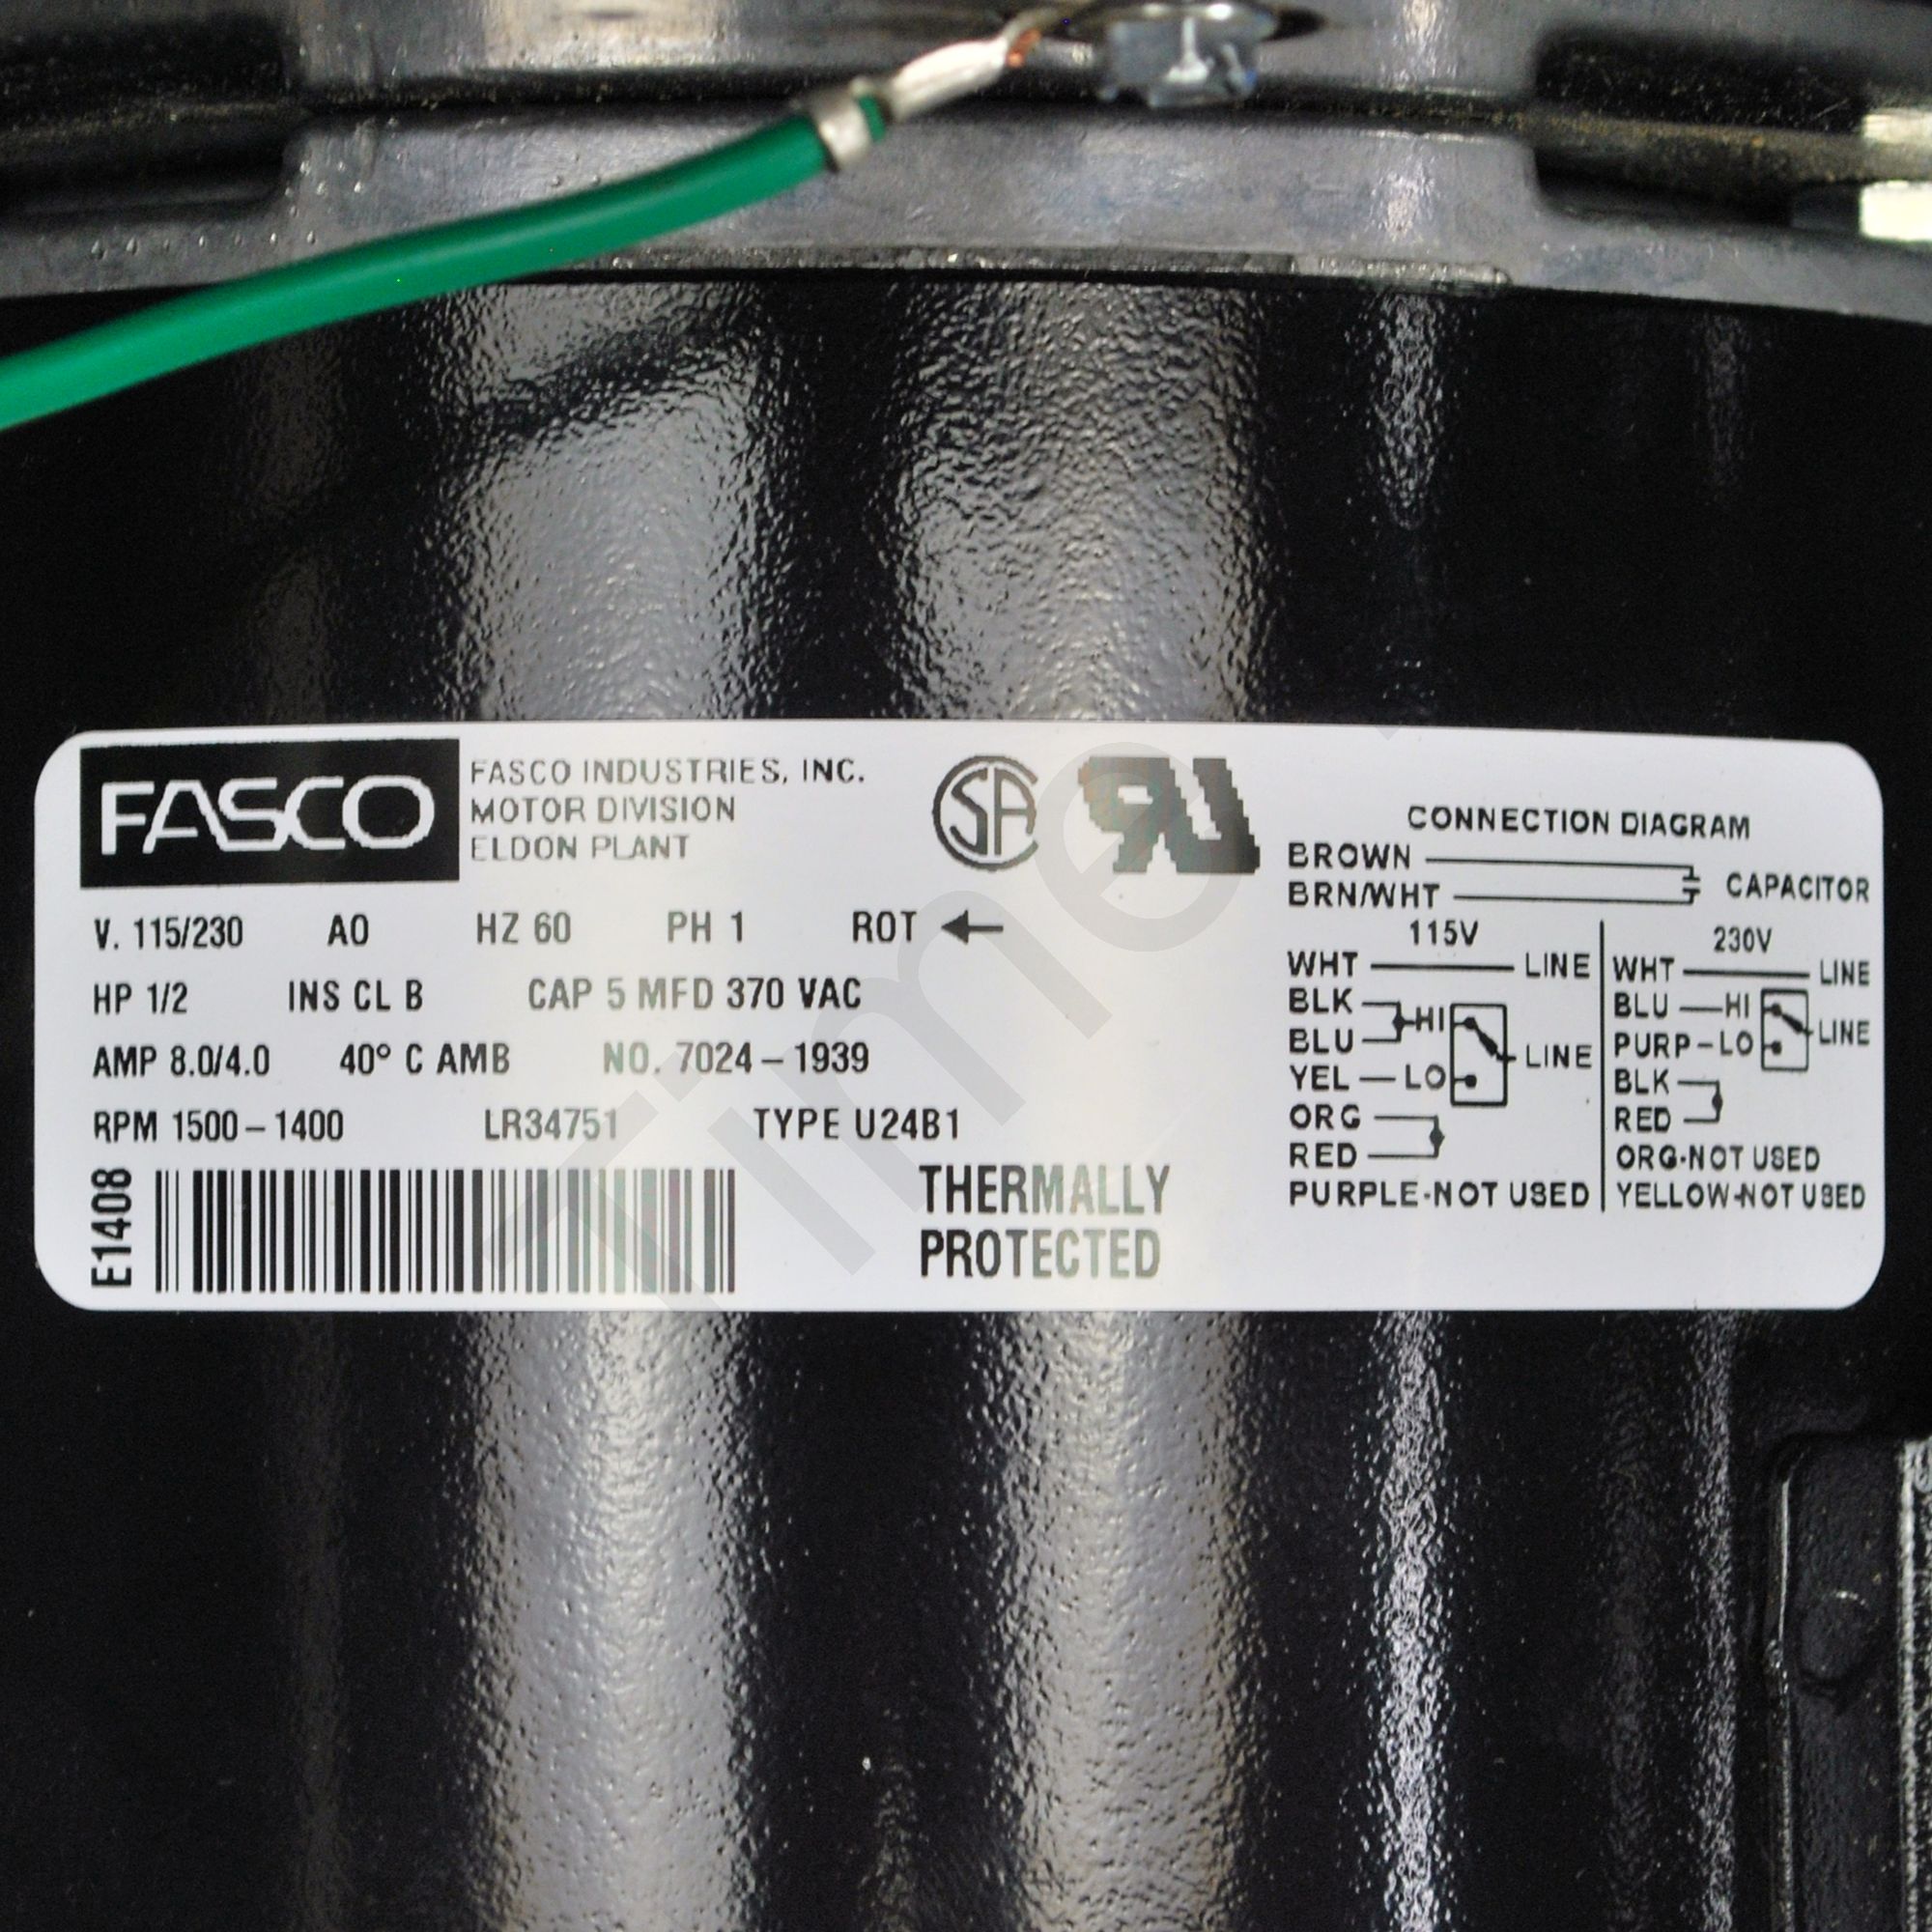 FASCO
FASCO INDUSTRIES, INC.
MOTOR DIVISION
ELDON PLANT
SA
RU
V. 115/230 AO HZ 60 PH 1 ROT ←
HP 1/2 INS CL B CAP 5 MFD 370 VAC
AMP 8.0/4.0 40° C AMB NO. 7024-1939
RPM 1500-1400 LR34751 TYPE U24B1
E1408
THERMALLY
PROTECTED
CONNECTION DIAGRAM
BROWN
BRN/WHT
CAPACITOR
115V
WHT LINE
BLK
HI
BLU
LINE
YEL LO
ORG
RED
PURPLE-NOT USED
230V
WHT LINE
BLU HI
LINE
PURP-LO
BLK
RED
ORG-NOT USED
YELLOW-NOT USED
Time